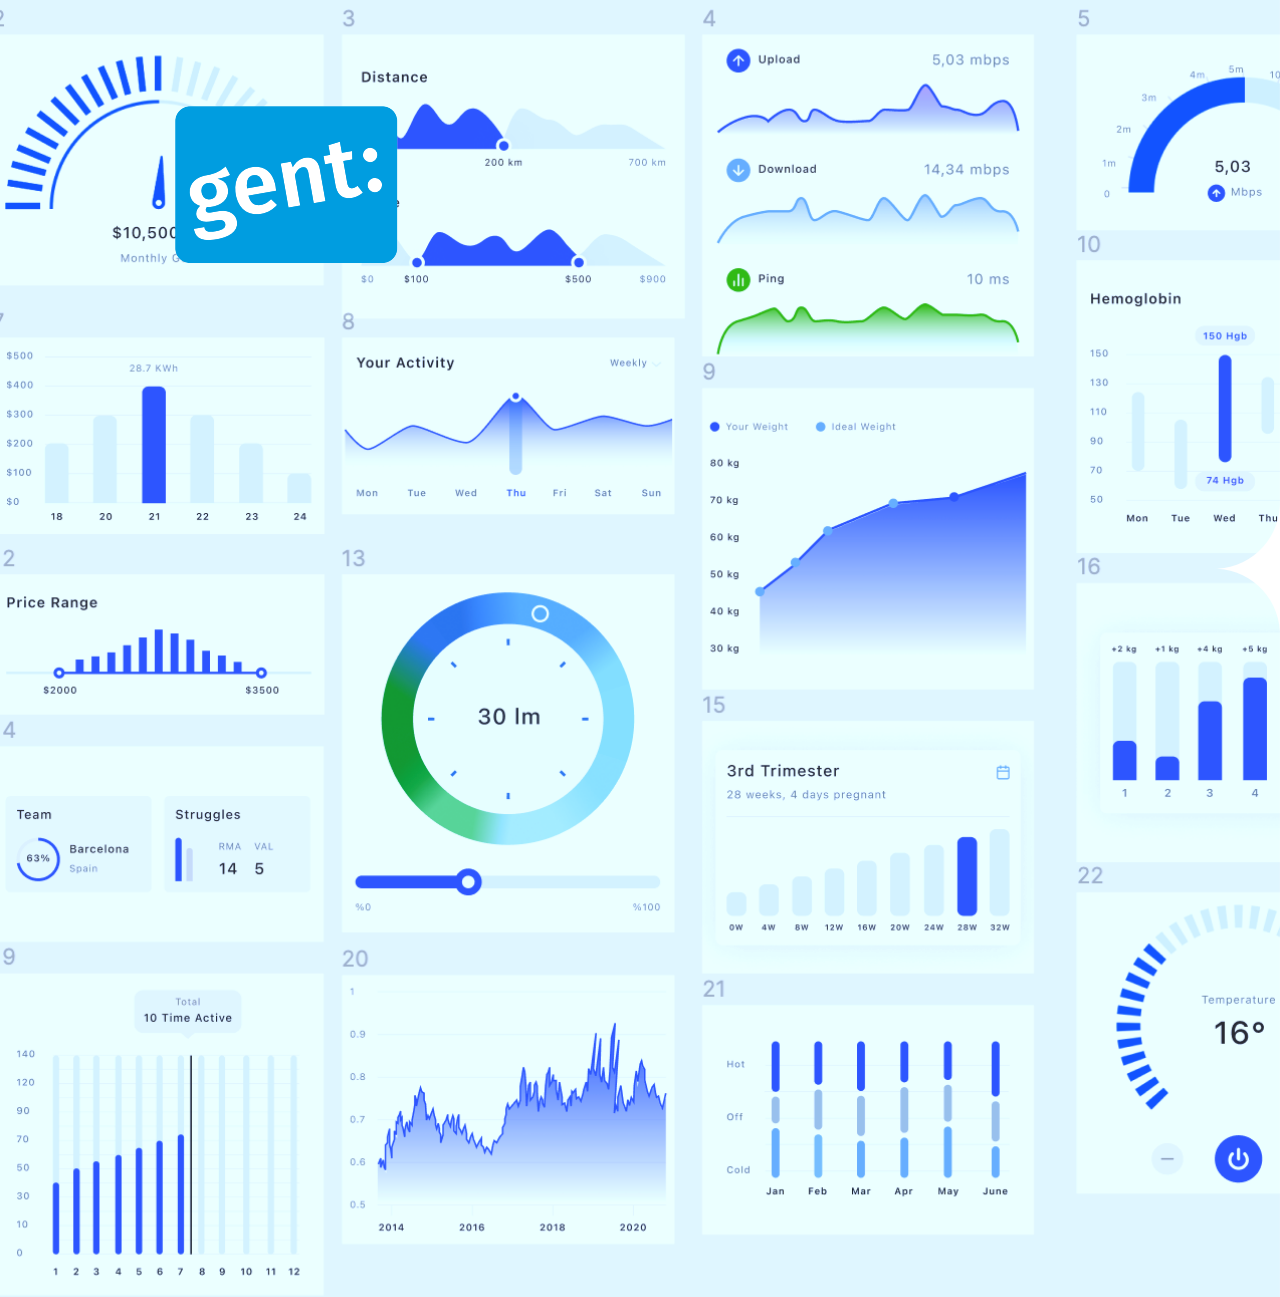 2
$10,500
Monthly G
gent:
3
Distance
200 km
700 km
e
$0
$100
$500
$900
4
Upload
5,03 mbps
Download
14,34 mbps
Ping
10 ms
5
0
1m
2m
3m
4m
5m
10
5,03
Mbps
7
$500
$400
$300
$200
$100
$0
28.7 KWh
18 20 21 22 23 24
8
Your Activity
Weekly
Mon Tue Wed Thu Fri Sat Sun
9
Your Weight
Ideal Weight
80 kg
70 kg
60 kg
50 kg
40 kg
30 kg
10
Hemoglobin
150 Hgb
150
130
110
90
70
50
74 Hgb
Mon Tue Wed Thu
2
Price Range
$2000
$3500
13
30 lm
%0
%100
15
3rd Trimester
28 weeks, 4 days pregnant
0W 4W 8W 12W 16W 20W 24W 28W 32W
16
+2 kg +1 kg +4 kg +5 kg
1 2 3 4
4
Team
63%
Barcelona
Spain
Struggles
RMA VAL
14 5
9
Total
10 Time Active
140
120
90
70
50
30
10
0
1 2 3 4 5 6 7 8 9 10 11 12
20
1
0.9
0.8
0.7
0.6
0.5
2014 2016 2018 2020
21
Hot
Off
Cold
Jan Feb Mar Apr May June
22
Temperature
16°